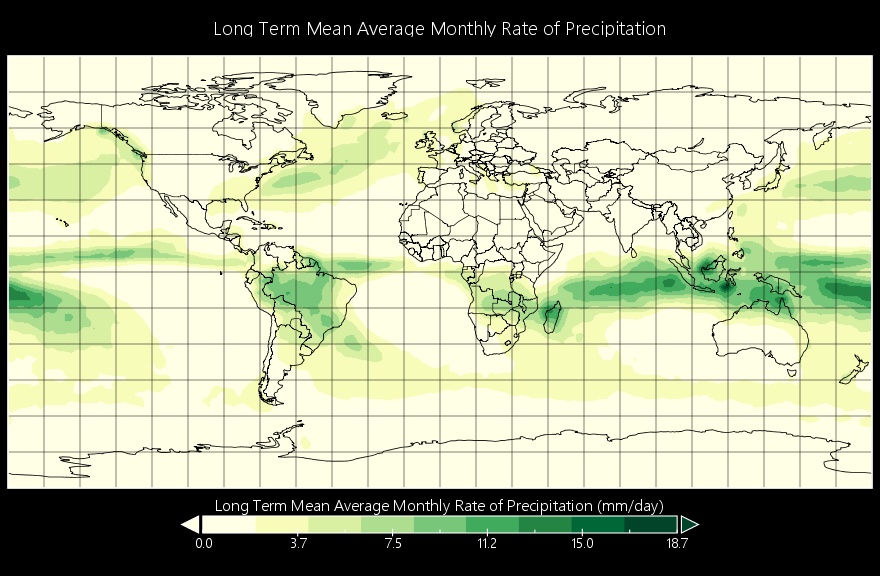 Long Term Mean Average Monthly Rate of Precipitation
Long Term Mean Average Monthly Rate of Precipitation (mm/day)
0.0 3.7 7.5 11.2 15.0 18.7